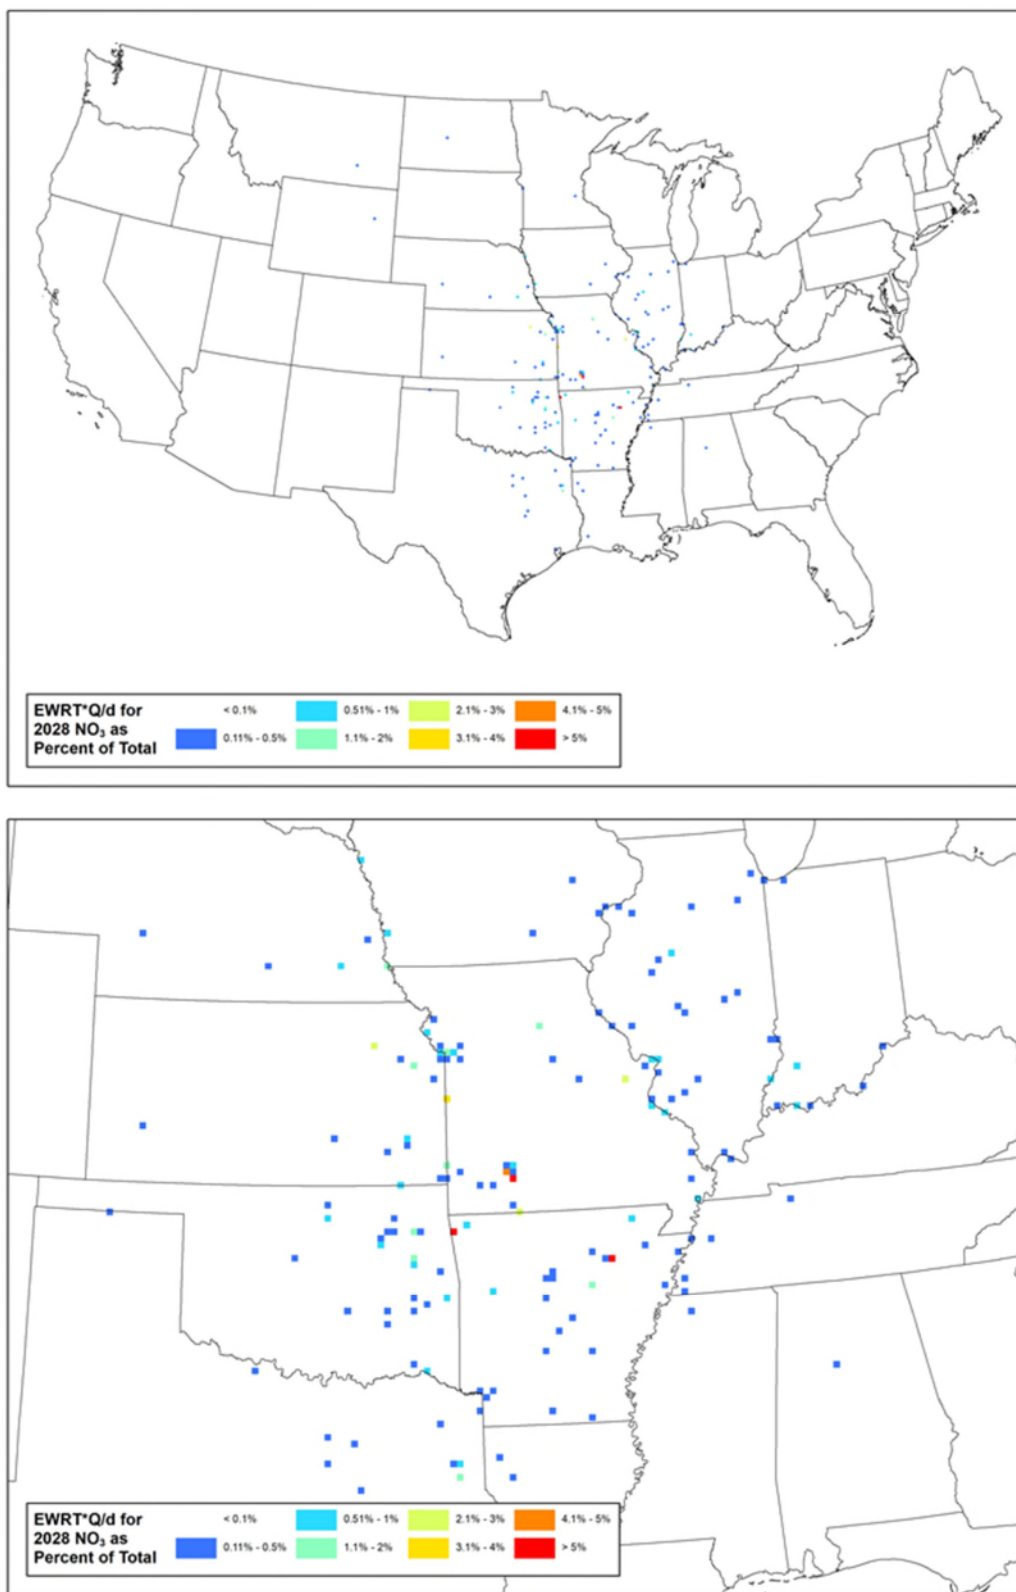 EWRT*Q/d for
2028 NO₃ as
Percent of Total
< 0.1%
0.51% - 1%
2.1% - 3%
4.1% - 5%
0.11% - 0.5%
1.1% - 2%
3.1% - 4%
> 5%
EWRT*Q/d for
2028 NO₃ as
Percent of Total
< 0.1%
0.51% - 1%
2.1% - 3%
4.1% - 5%
0.11% - 0.5%
1.1% - 2%
3.1% - 4%
> 5%